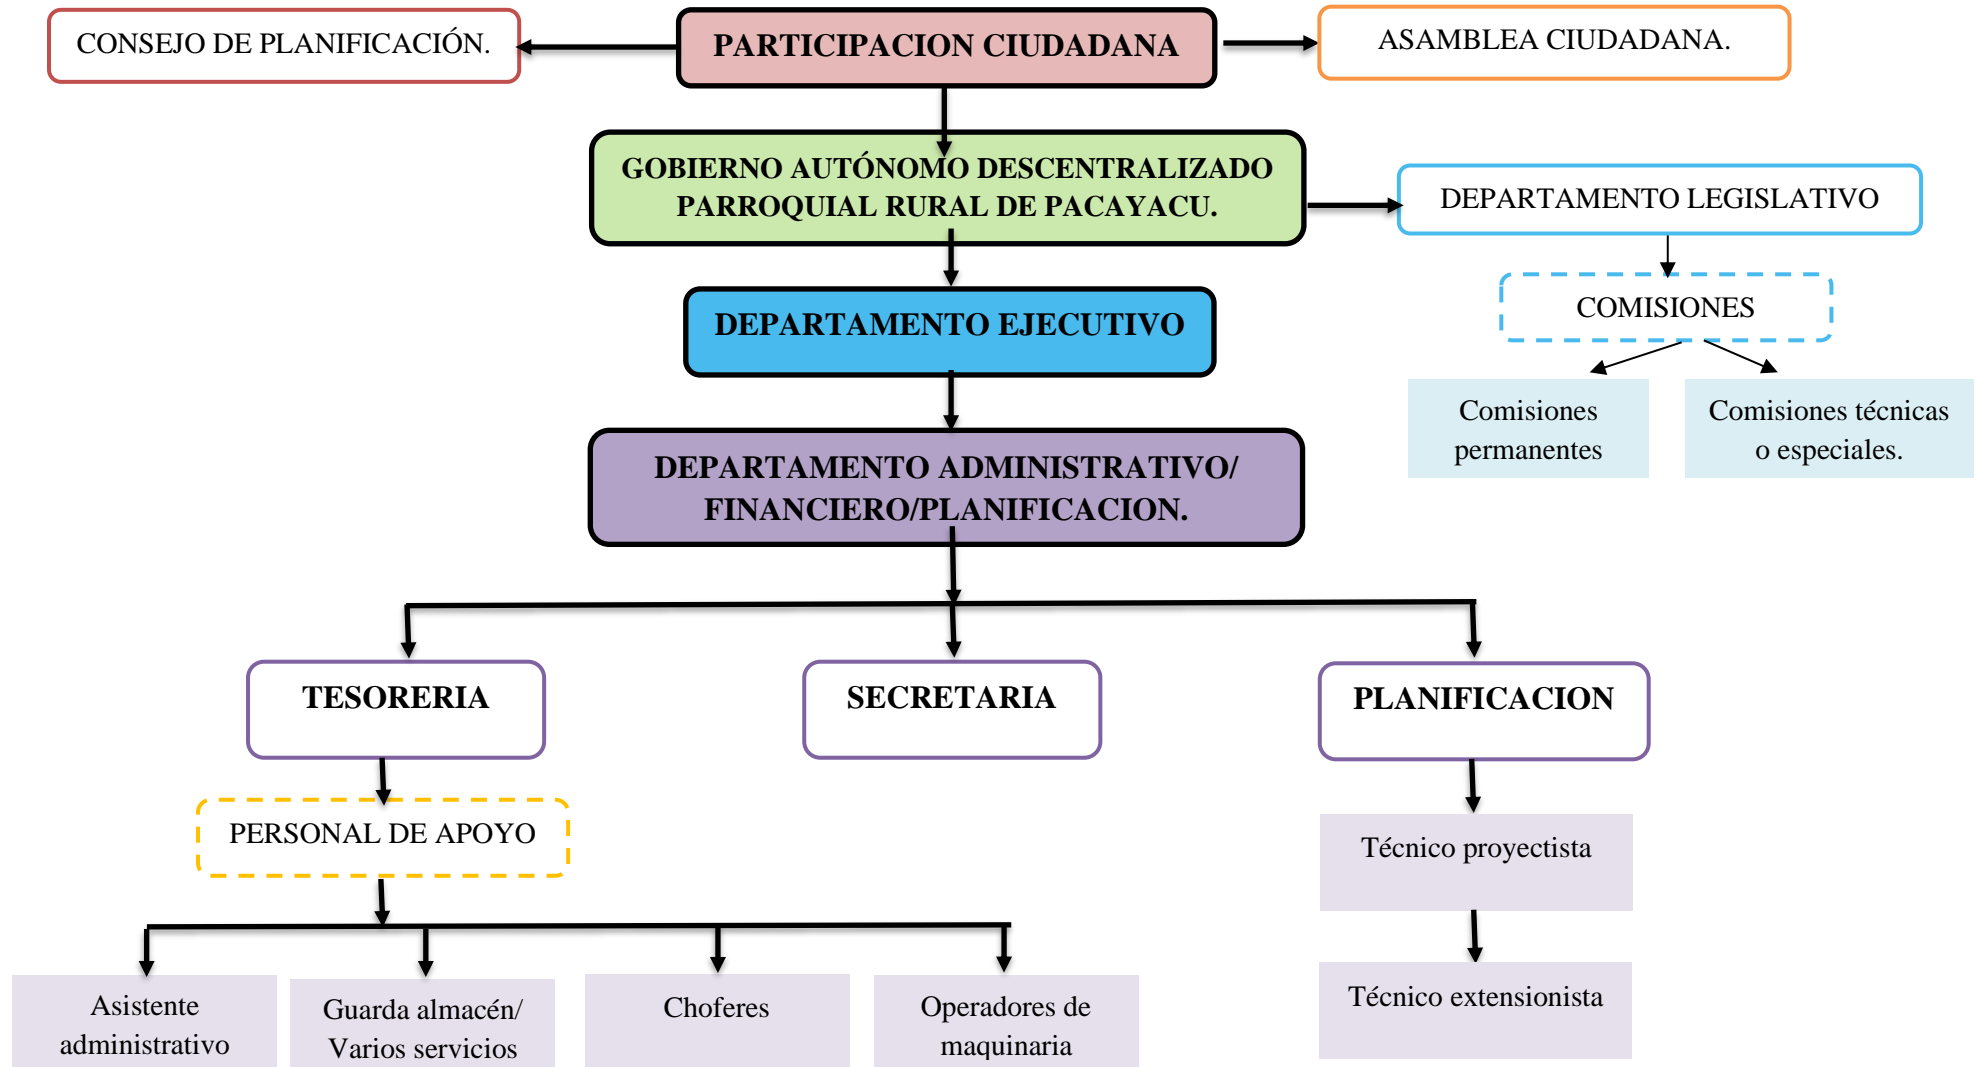 CONSEJO DE PLANIFICACIÓN.
PARTICIPACION CIUDADANA
ASAMBLEA CIUDADANA.
GOBIERNO AUTÓNOMO DESCENTRALIZADO
PARROQUIAL RURAL DE PACAYACU.
DEPARTAMENTO LEGISLATIVO
COMISIONES
DEPARTAMENTO EJECUTIVO
Comisiones
permanentes
Comisiones técnicas
o especiales.
DEPARTAMENTO ADMINISTRATIVO/
FINANCIERO/PLANIFICACION.
TESORERIA
SECRETARIA
PLANIFICACION
PERSONAL DE APOYO
Técnico proyectista
Asistente
administrativo
Guarda almacén/
Varios servicios
Choferes
Operadores de
maquinaria
Técnico extensionista